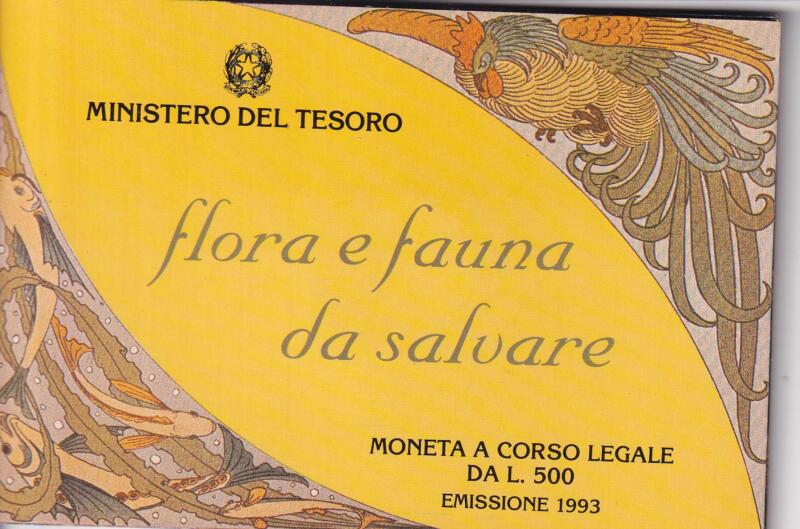 MINISTERO DEL TESORO
flora e fauna
da salvare
MONETA A CORSO LEGALE
DA L. 500
EMISSIONE 1993